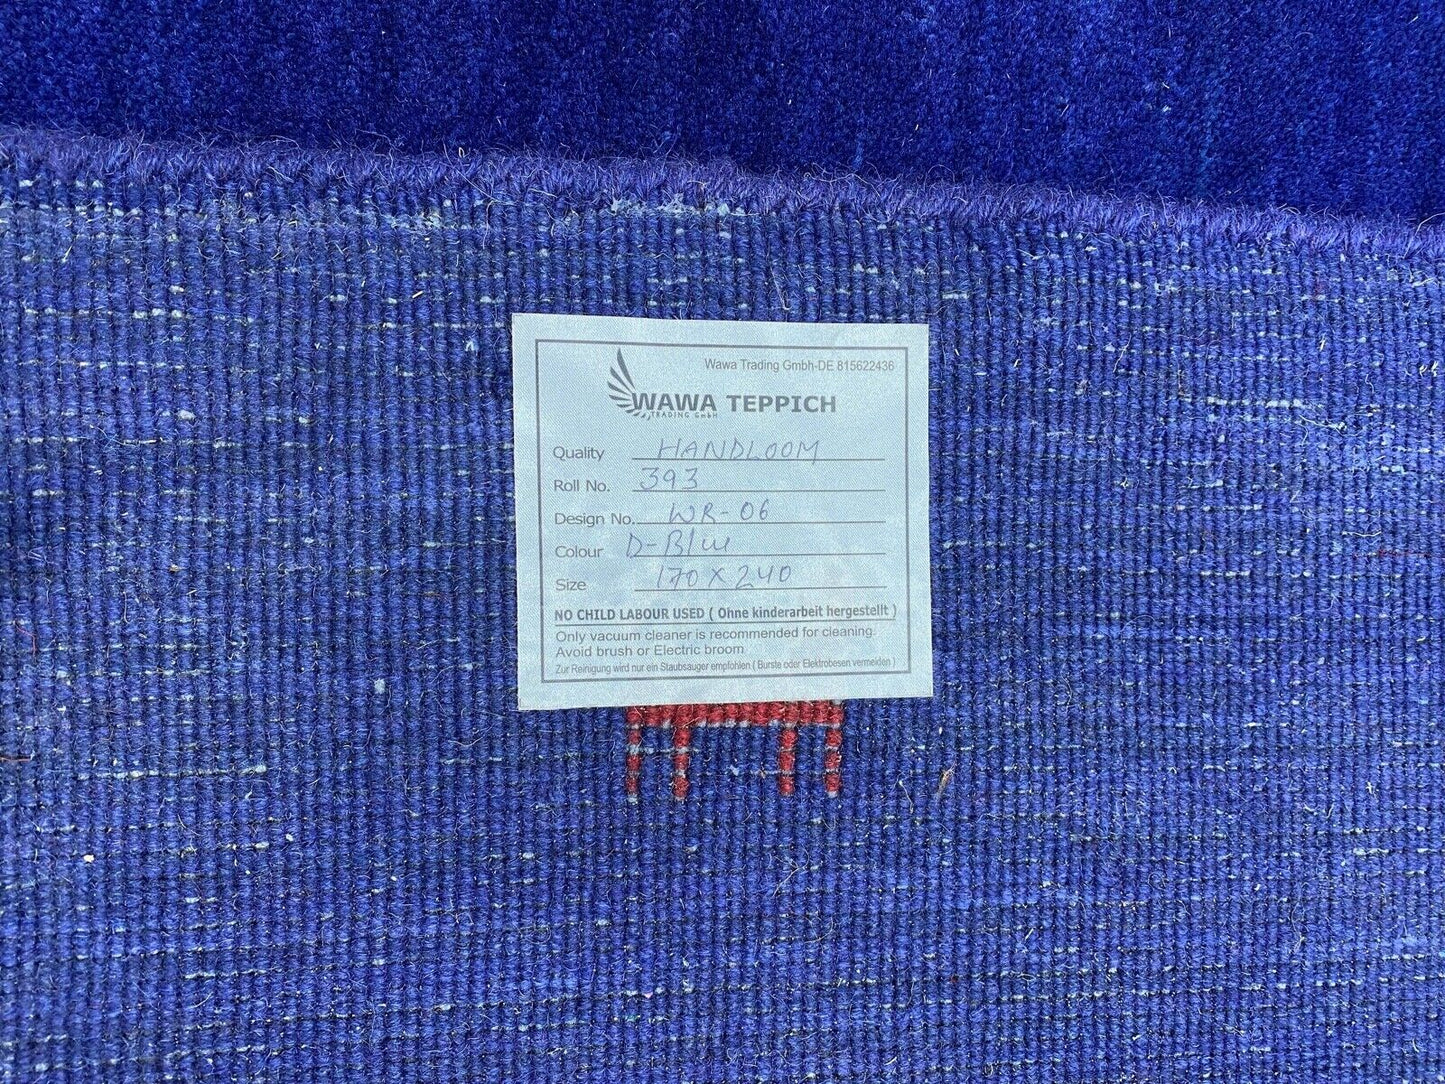 Wawa Trading Gmbh-DE 815622436
WAWA TEPPICH
TRADING GmbH
Quality HANDLOOM
Roll No. 393
Design No. WR-06
Colour D-Blue
Size 170 X 240
NO CHILD LABOUR USED ( Ohne kinderarbeit hergestellt )
Only vacuum cleaner is recommended for cleaning.
Avoid brush or Electric broom
Zur Reinigung wird nur ein Staubsauger empfohlen ( Burste oder Elektrobesen vermeiden )